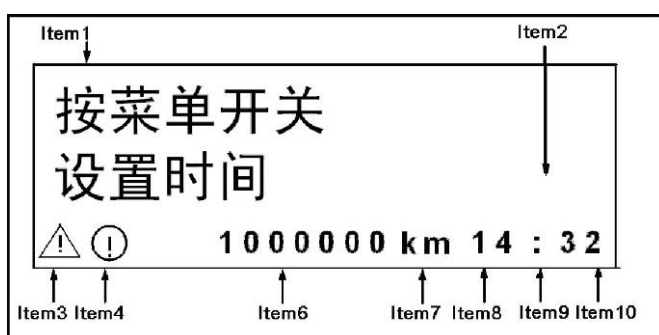 Item1 Item2
按菜单开关
设置时间
1000000 km 14 : 32
Item3 Item4 Item6 Item7 Item8 Item9 Item10